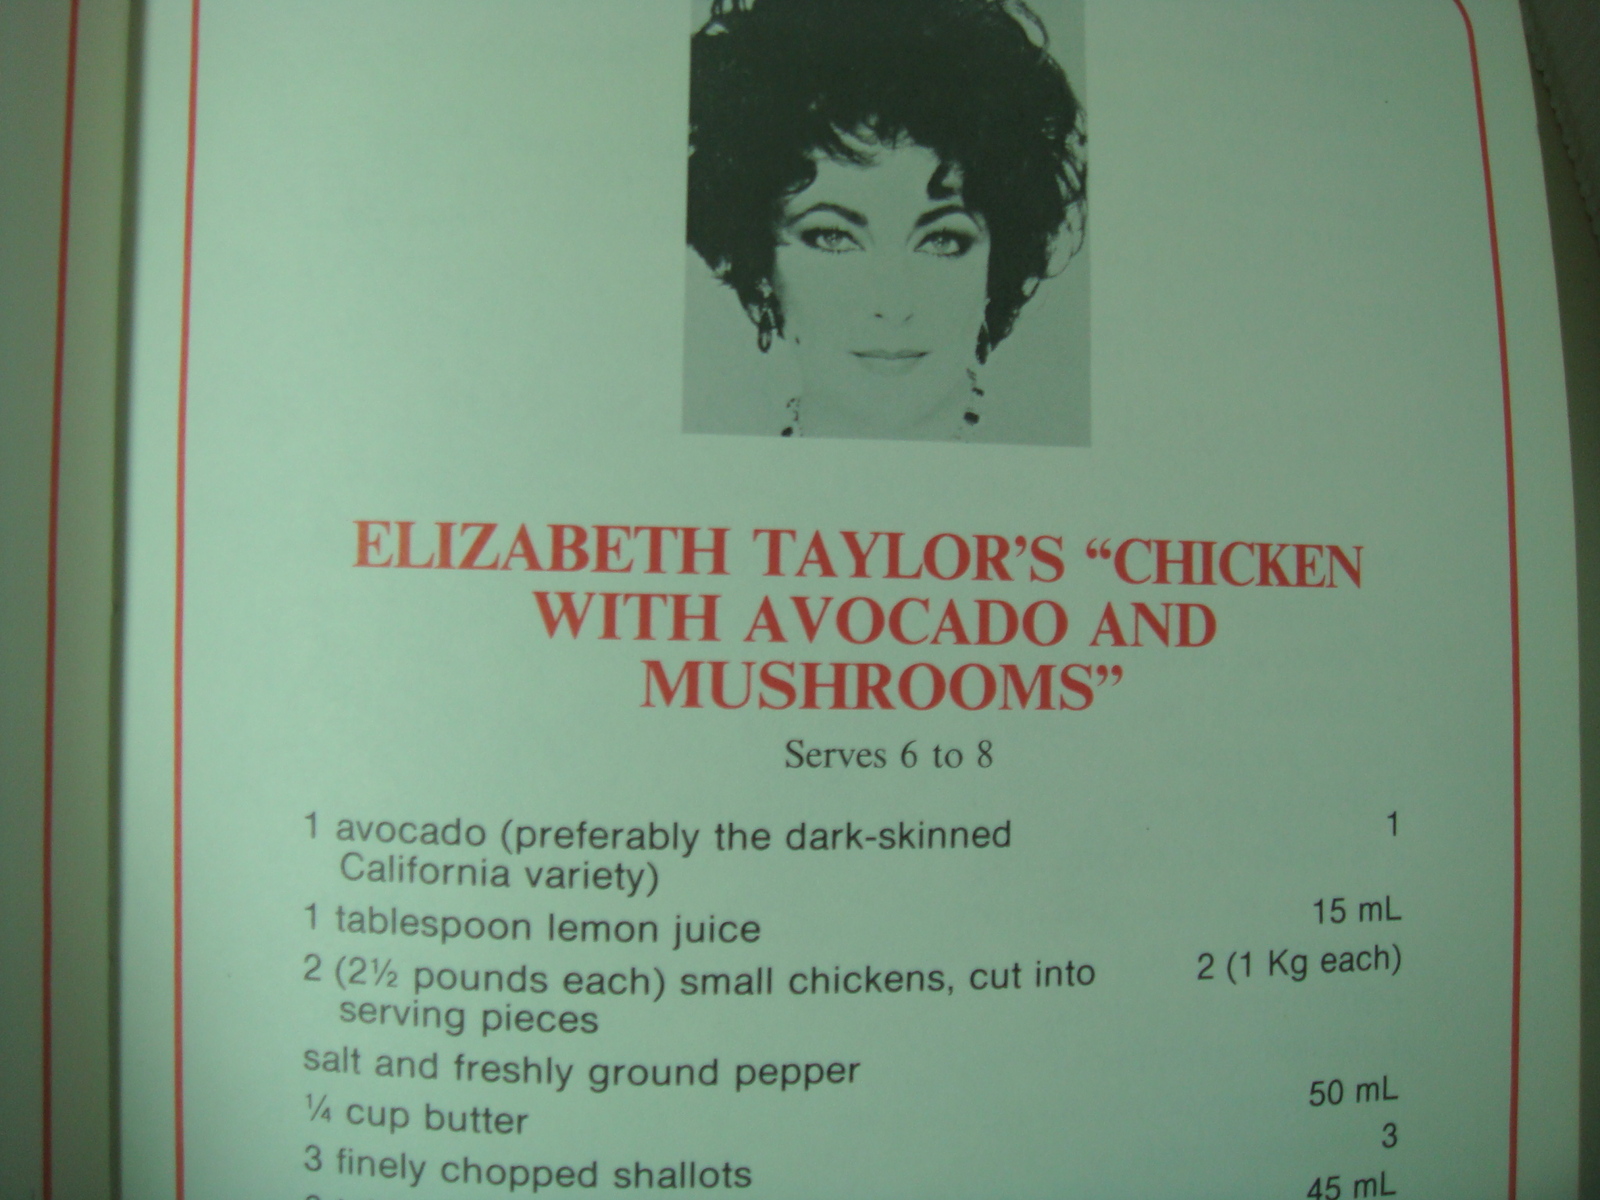 ELIZABETH TAYLOR'S “CHICKEN
WITH AVOCADO AND
MUSHROOMS”
Serves 6 to 8
1 avocado (preferably the dark-skinned 1
California variety)
1 tablespoon lemon juice 15 mL
2 (2½ pounds each) small chickens, cut into 2 (1 Kg each)
serving pieces
salt and freshly ground pepper
¼ cup butter 50 mL
3 finely chopped shallots 3
45 mL